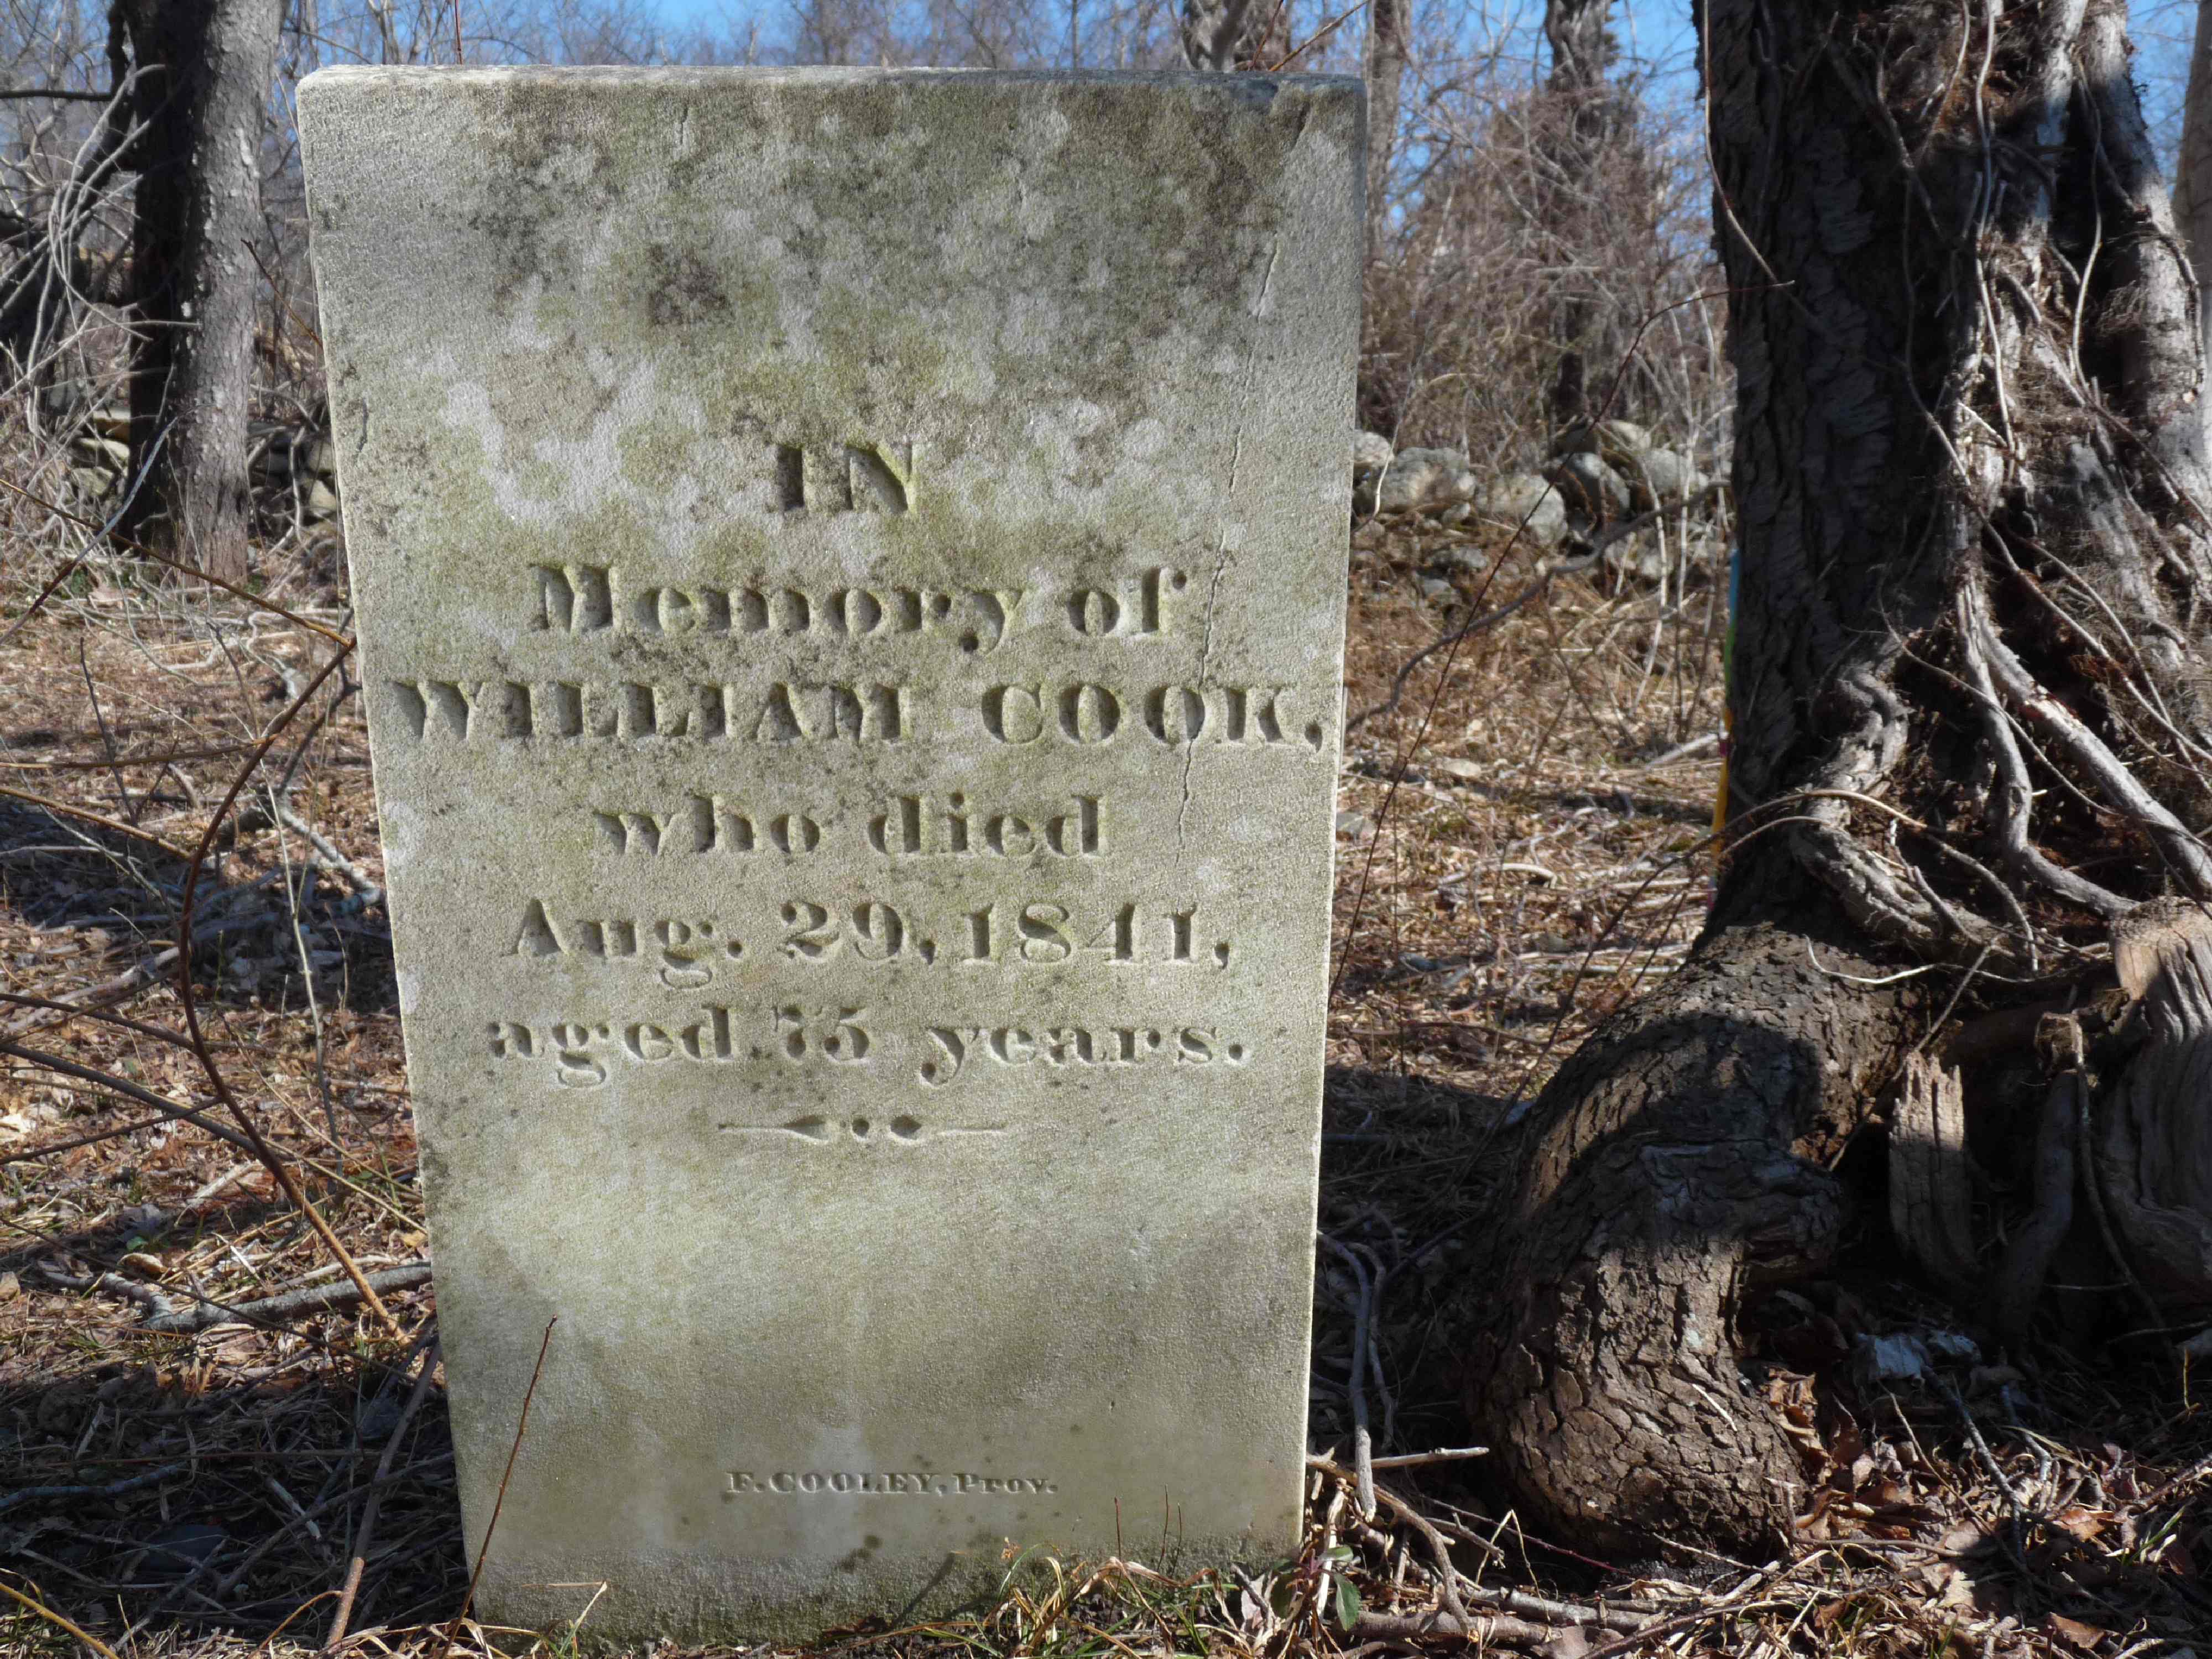 IN
Memory of
WILLIAM COOK,
who died
Aug. 29, 1841,
aged 75 years.
F. COOLEY, Prov.